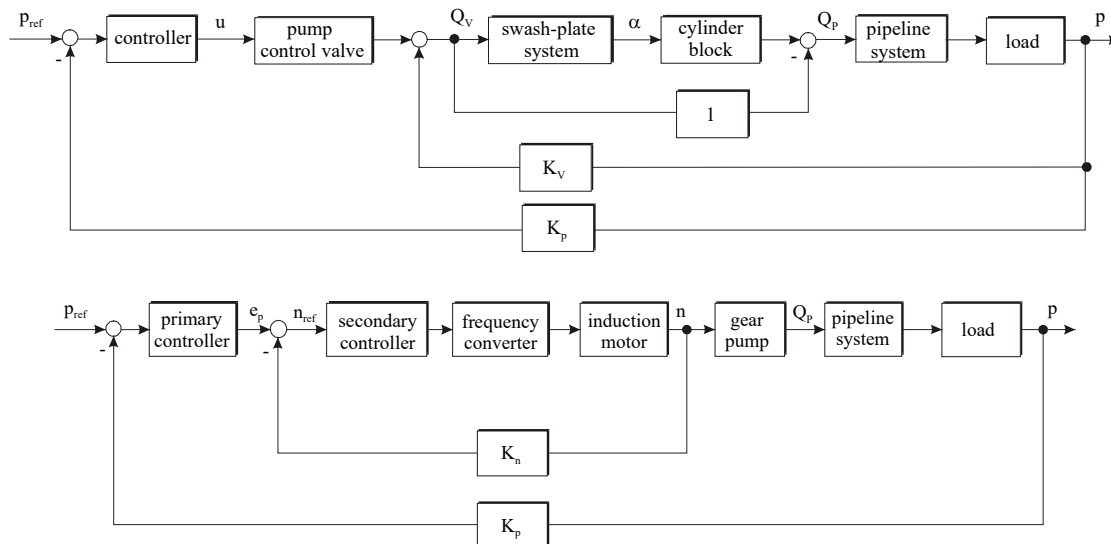 p_ref
controller
u
pump
control valve
Q_V
swash-plate
system
α
cylinder
block
Q_P
pipeline
system
load
p
-
-
1
K_V
K_p
p_ref
primary
controller
e_p
n_ref
secondary
controller
frequency
converter
induction
motor
n
gear
pump
Q_P
pipeline
system
load
p
-
-
K_n
K_p